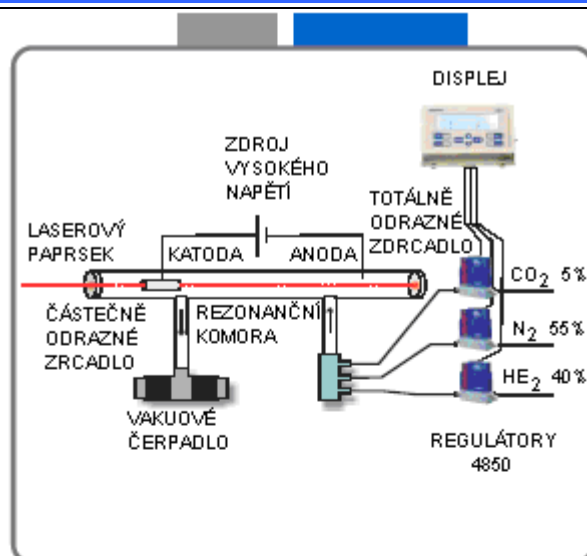 DISPLEJ
ZDROJ
VYSOKÉHO
NAPĚTÍ
TOTÁLNĚ
ODRAZNÉ
ZDRCADLO
LASEROVÝ
PAPRSEK
KATODA
ANODA
CO2 5%
ČÁSTEČNĚ
ODRAZNÉ
ZRCADLO
REZONANČNÍ
KOMORA
N2 55%
HE2 40%
VAKUOVÉ
ČERPADLO
REGULÁTORY
4850